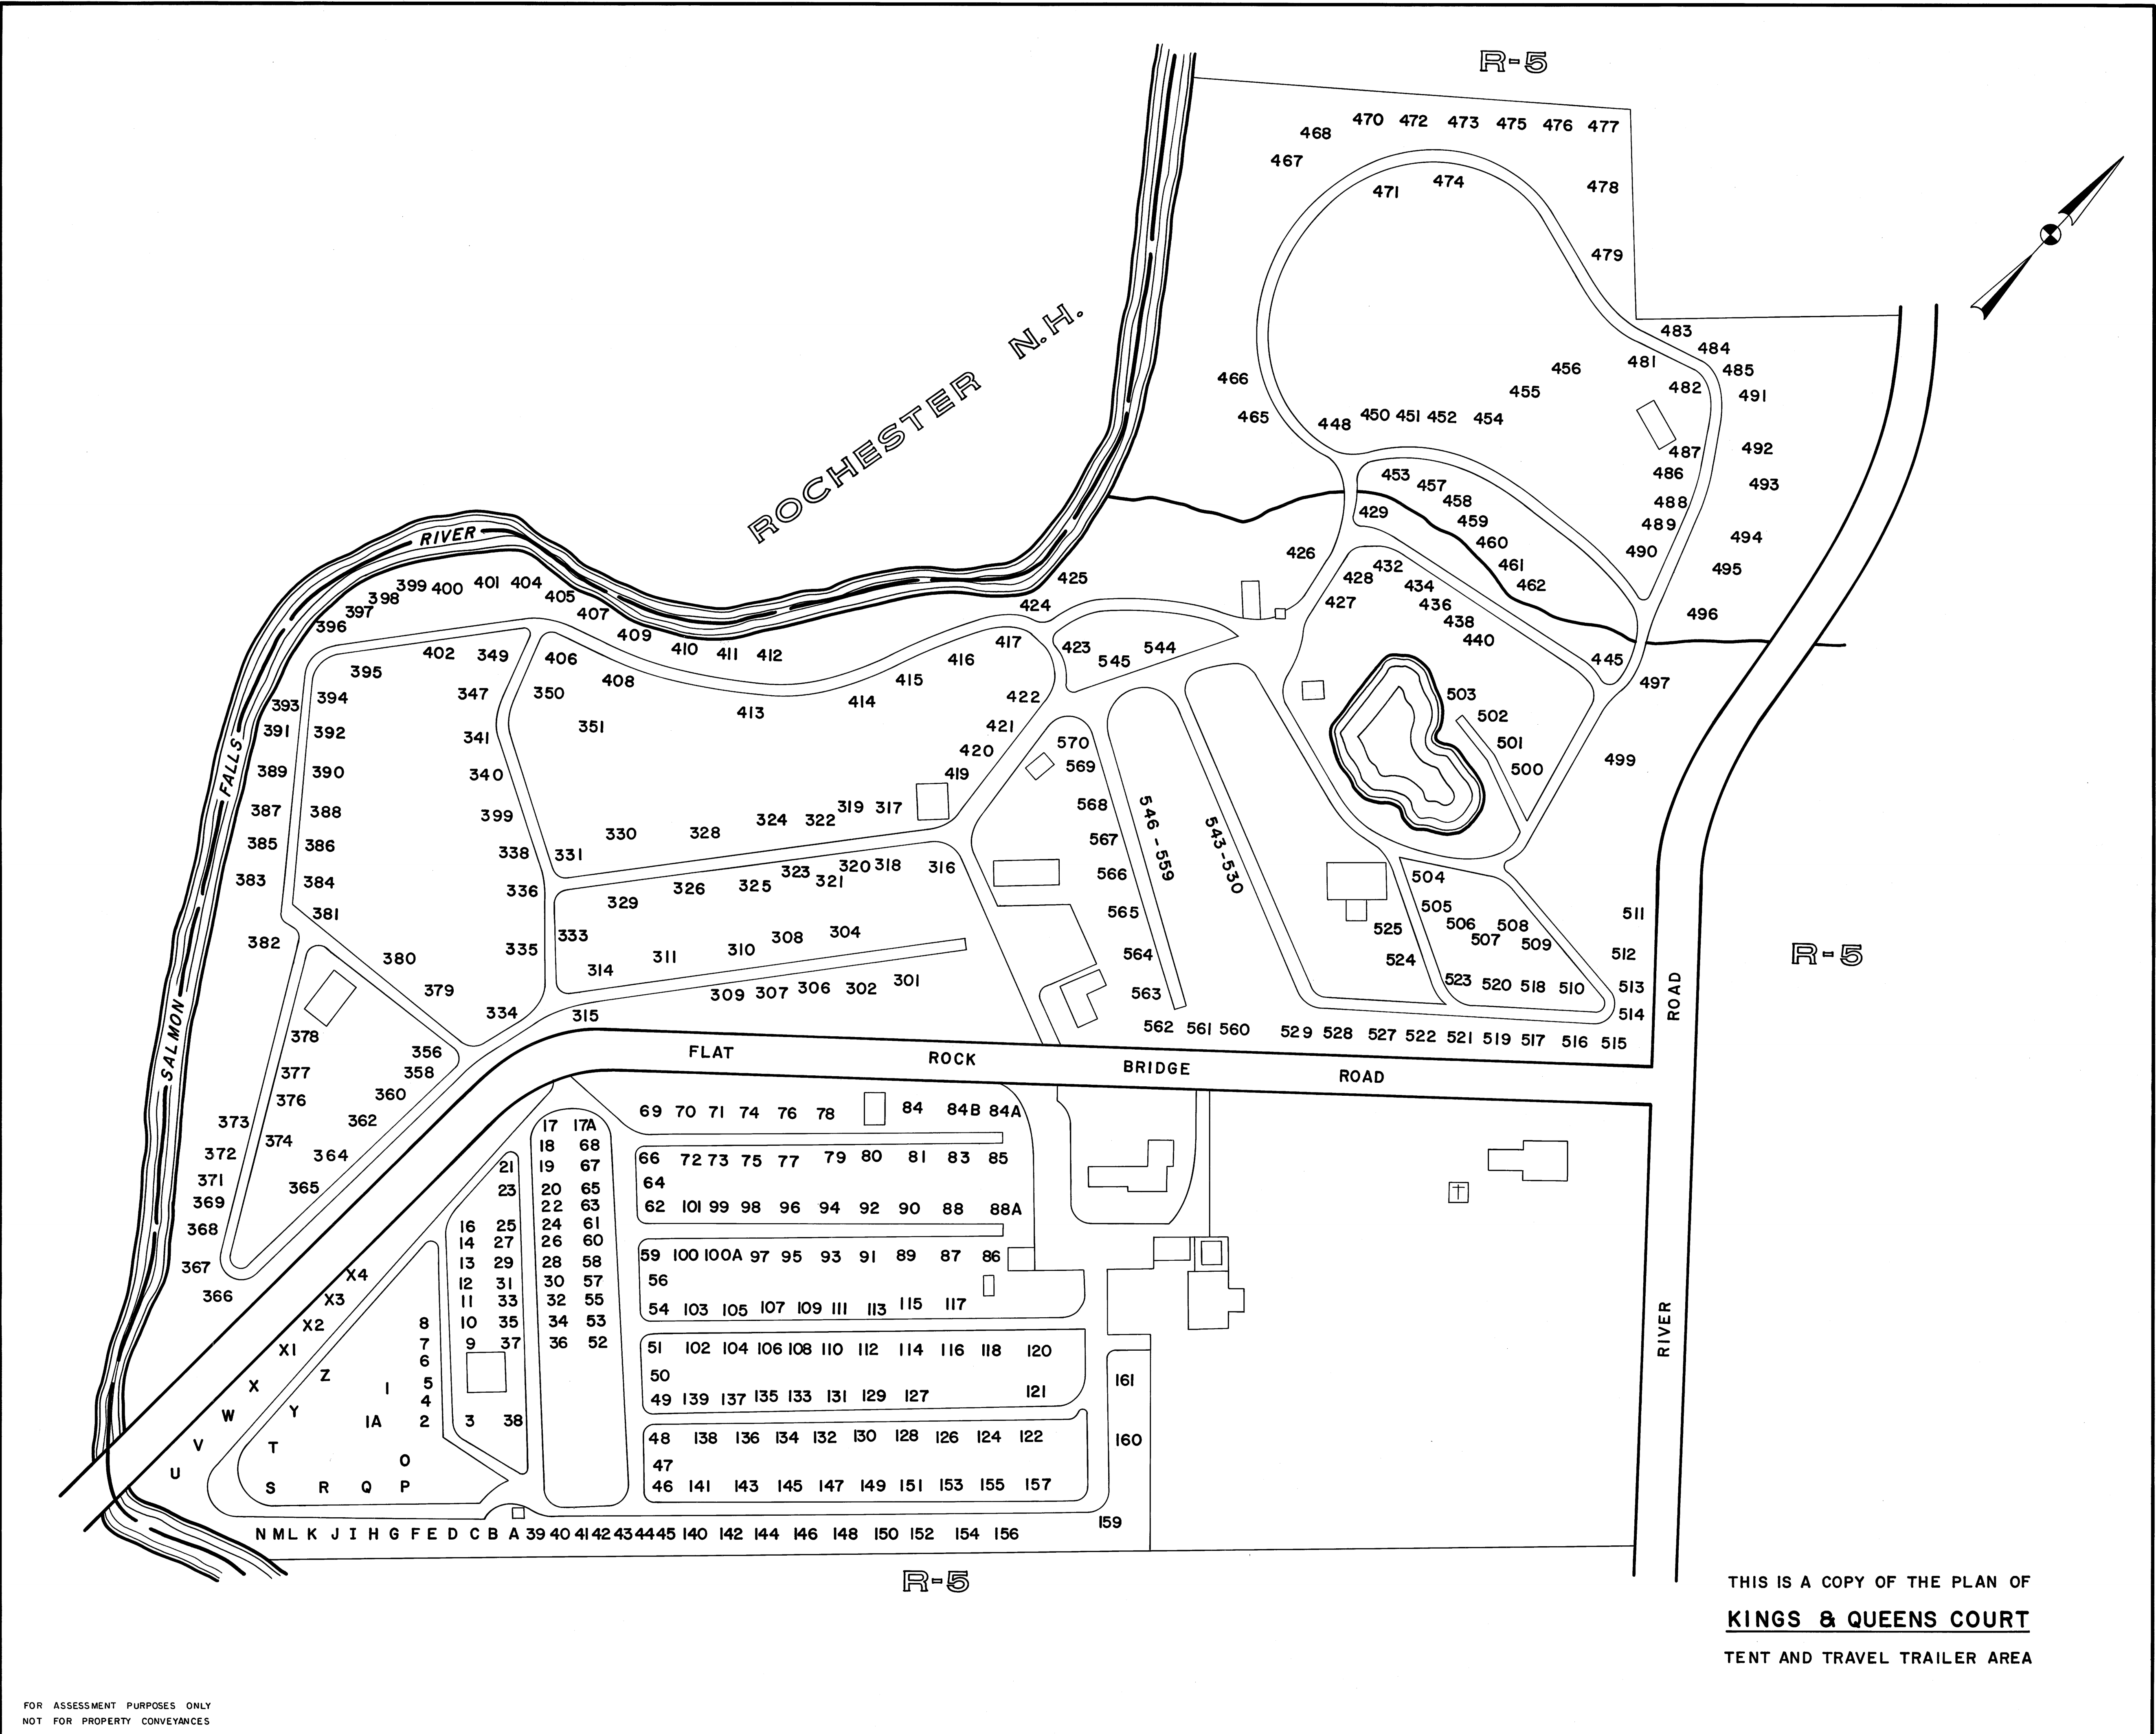 R-5
470 472 473 475 476 477
468
467
471 474
478
479
483
484
485
481
482
491
456
455
466
465
448 450 451 452 454
487
486
492
493
488
489
490
494
495
496
453
457
458
459
460
461
462
429
426
428 432
427
434
436
438
440
445
497
499
503
502
501
500
ROCHESTER N.H.
RIVER
FALLS
SALMON
396 397 398 399 400 401 404
405
407
409
410 411 412
425
424
395 402 349 406
408
350
351
347
341
340
399
338
336
335
334
393 394
391 392
389 390
387 388
385 386
383 384
381
382
380
379
413
414
415
416
417
422
421
420
419
423 545 544
331 330 328 324 322 319 317
329 326 325 323 321 320 318 316
333
314 311 310 308 304
315 309 307 306 302 301
570
569
568
567
566
565
564
563
546 - 559
543-530
562 561 560 529 528 527 522 521 519 517 516 515
525
524
504
505
506 508
507 509
523 520 518 510
511
512
513
514
R-5
378
377
376
374
373
372
371
369
368
367
366
356
358
360
362
364
365
FLAT ROCK BRIDGE ROAD
RIVER ROAD
69 70 71 74 76 78 84 84B 84A
66 72 73 75 77 79 80 81 83 85
64
62 101 99 98 96 94 92 90 88 88A
59 100 100A 97 95 93 91 89 87 86
56
54 103 105 107 109 111 113 115 117
51 102 104 106 108 110 112 114 116 118 120
50
49 139 137 135 133 131 129 127 121
48 138 136 134 132 130 128 126 124 122
47
46 141 143 145 147 149 151 153 155 157
161
160
159
17 17A
18 68
21 19 67
23 20 65
22 63
16 25 24 61
14 27 26 60
13 29 28 58
12 31 30 57
11 33 32 55
8 10 35 34 53
7 9 37 36 52
6
5
4
1
1A 2 3 38
X4
X3
X2
X1
X
W
V
U
Z
Y
T
S R Q P
O
N M L K J I H G F E D C B A 39 40 41 42 43 44 45 140 142 144 146 148 150 152 154 156
R-5
THIS IS A COPY OF THE PLAN OF
KINGS & QUEENS COURT
TENT AND TRAVEL TRAILER AREA
FOR ASSESSMENT PURPOSES ONLY
NOT FOR PROPERTY CONVEYANCES